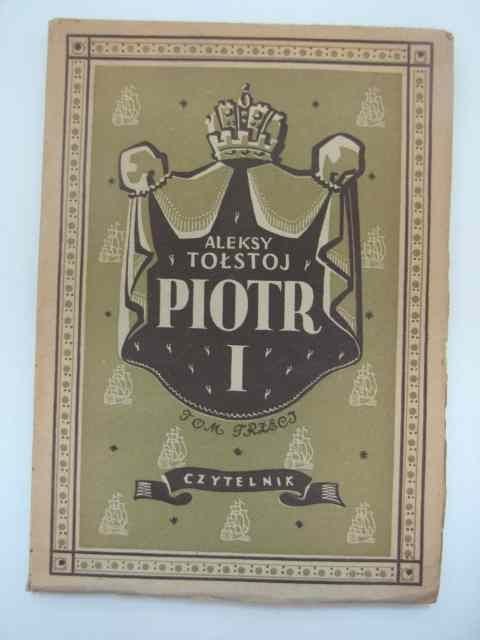 ALEKSY
TOŁSTOJ
PIOTR
I
TOM TRZECI
CZYTELNIK